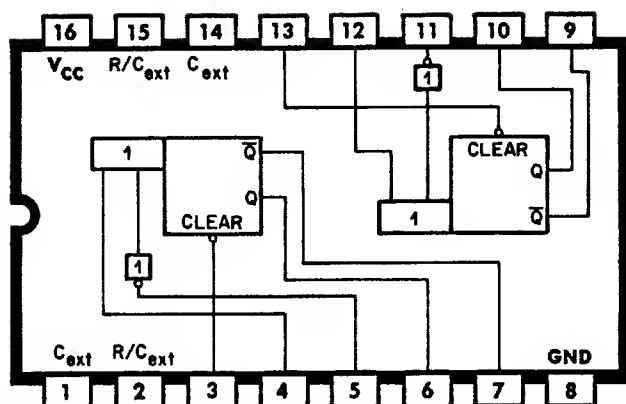 16 15 14 13 12 11 10 9
VCC R/Cext Cext
1
CLEAR
Q
Q̅
1
1
Q̅
Q
CLEAR
1
Cext R/Cext GND
1 2 3 4 5 6 7 8